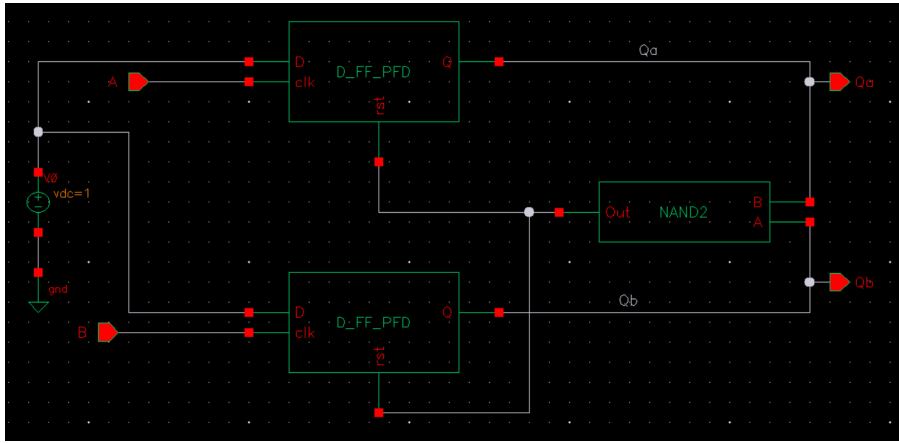 Qa
D
Q
A
D_FF_PFD
clk
Qa
rst
V0
vdc=1
B
Out
NAND2
A
gnd
Qb
Qb
D
Q
D_FF_PFD
B
clk
rst